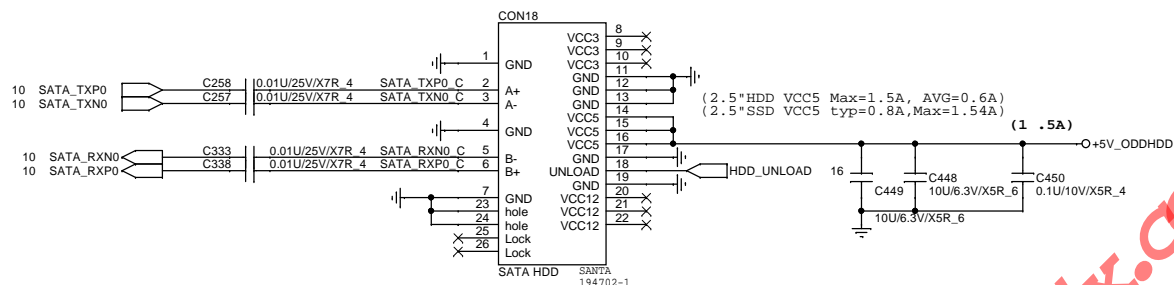 CON18
8 VCC3
9 VCC3
10 VCC3
1 GND
11 GND
10 SATA_TXP0 C258 0.01U/25V/X7R_4 SATA_TXP0_C 2 A+
12 GND
10 SATA_TXN0 C257 0.01U/25V/X7R_4 SATA_TXN0_C 3 A-
13 GND
(2.5"HDD VCC5 Max=1.5A, AVG=0.6A)
14 VCC5
(2.5"SSD VCC5 typ=0.8A,Max=1.54A)
4 GND
15 VCC5
(1 .5A)
16 VCC5
+5V_ODDHDD
10 SATA_RXN0 C333 0.01U/25V/X7R_4 SATA_RXN0_C 5 B-
17 GND
10 SATA_RXP0 C338 0.01U/25V/X7R_4 SATA_RXP0_C 6 B+
18 UNLOAD HDD_UNLOAD
16 C449 C448 C450
19 GND
10U/6.3V/X5R_6 0.1U/10V/X5R_4
7 GND
20 VCC12
23 hole
21 VCC12
10U/6.3V/X5R_6
24 hole
22 VCC12
25 Lock
26 Lock
SATA HDD SANTA
194702-1